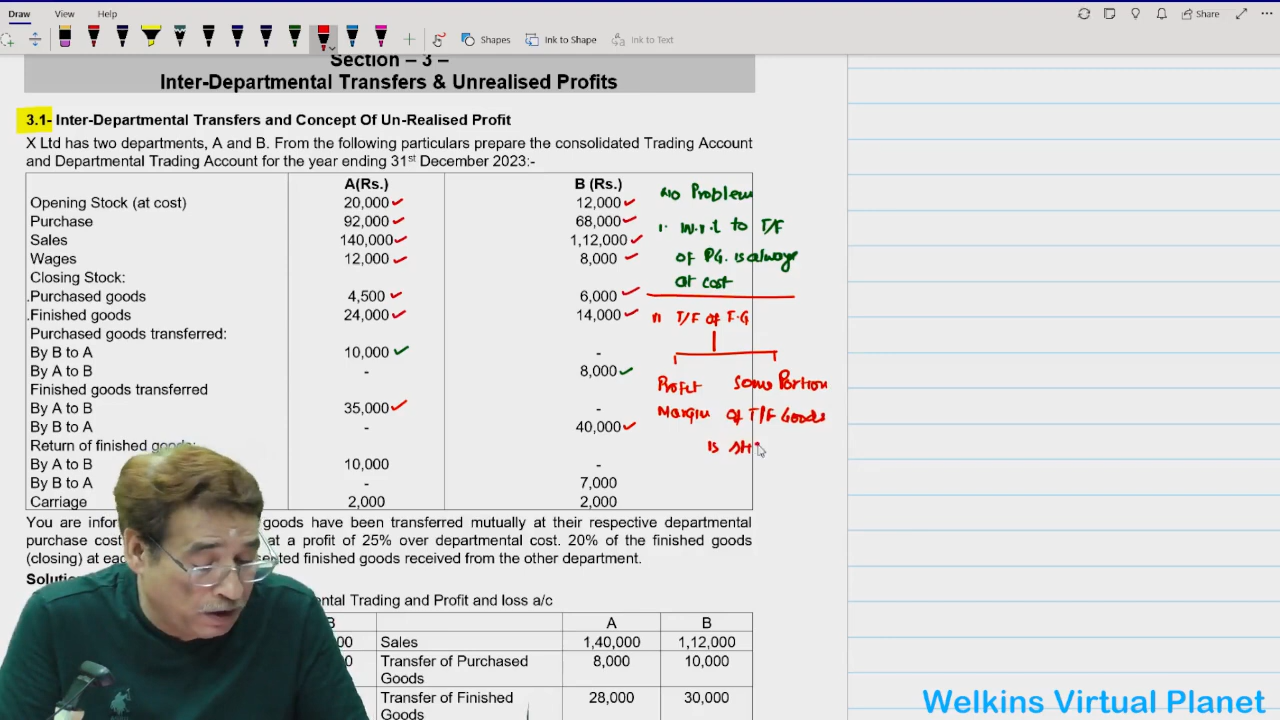 Draw View Help
Share
Shapes Ink to Shape Ink to Text
Section – 3 –
Inter-Departmental Transfers & Unrealised Profits
3.1- Inter-Departmental Transfers and Concept Of Un-Realised Profit
X Ltd has two departments, A and B. From the following particulars prepare the consolidated Trading Account
and Departmental Trading Account for the year ending 31st December 2023:-
A(Rs.) B (Rs.)
Opening Stock (at cost) 20,000 12,000
Purchase 92,000 68,000
Sales 140,000 1,12,000
Wages 12,000 8,000
Closing Stock:
Purchased goods 4,500 6,000
Finished goods 24,000 14,000
Purchased goods transferred:
By B to A 10,000 -
By A to B - 8,000
Finished goods transferred
By A to B 35,000 -
By B to A - 40,000
Return of finished goods:
By A to B 10,000 -
By B to A - 7,000
Carriage 2,000 2,000
No Problem
1. W.r.t to T/F
of P.G. is always
at cost
11 T/F of F.G
Profit Some Portion
Margin of T/F Goods
is
You are goods have been transferred mutually at their respective departmental
purchase at a profit of 25% over departmental cost. 20% of the finished goods
(closing) at finished goods received from the other department.
Trading and Profit and loss a/c
B A B
Sales 1,40,000 1,12,000
Transfer of Purchased 8,000 10,000
Goods
Transfer of Finished 28,000 30,000
Goods
Welkins Virtual Planet